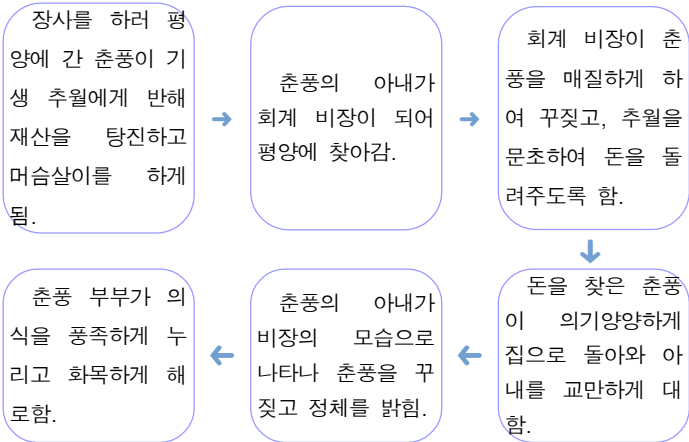 장사를 하러 평
양에 간 춘풍이 기
생 추월에게 반해
재산을 탕진하고
머슴살이를 하게
됨.
춘풍의 아내가
회계 비장이 되어
평양에 찾아감.
회계 비장이 춘
풍을 매질하게 하
여 꾸짖고, 추월을
문초하여 돈을 돌
려주도록 함.
돈을 찾은 춘풍
이 의기양양하게
집으로 돌아와 아
내를 교만하게 대
함.
춘풍의 아내가
비장의 모습으로
나타나 춘풍을 꾸
짖고 정체를 밝힘.
춘풍 부부가 의
식을 풍족하게 누
리고 화목하게 해
로함.